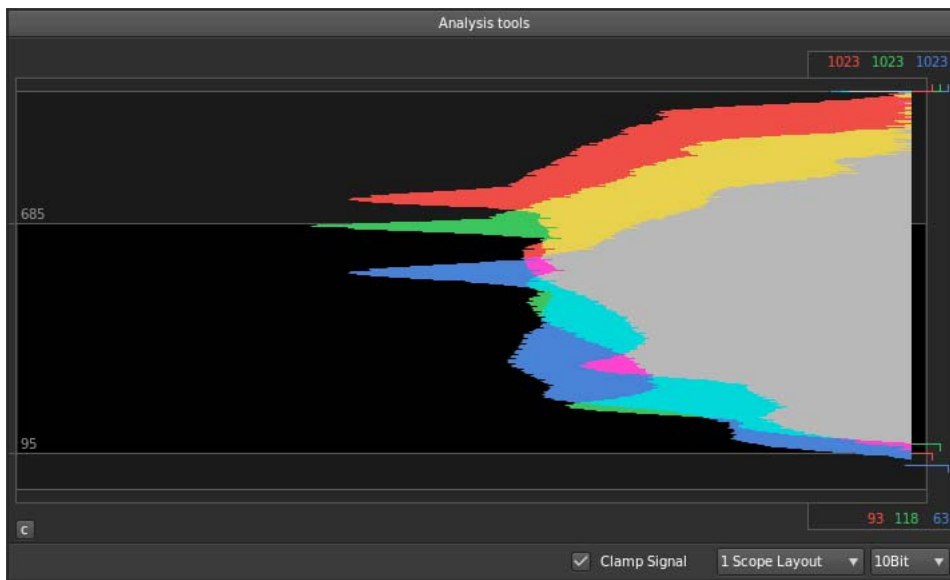 Analysis tools
1023 1023 1023
685
95
93 118 63
C
Clamp Signal 1 Scope Layout 10Bit